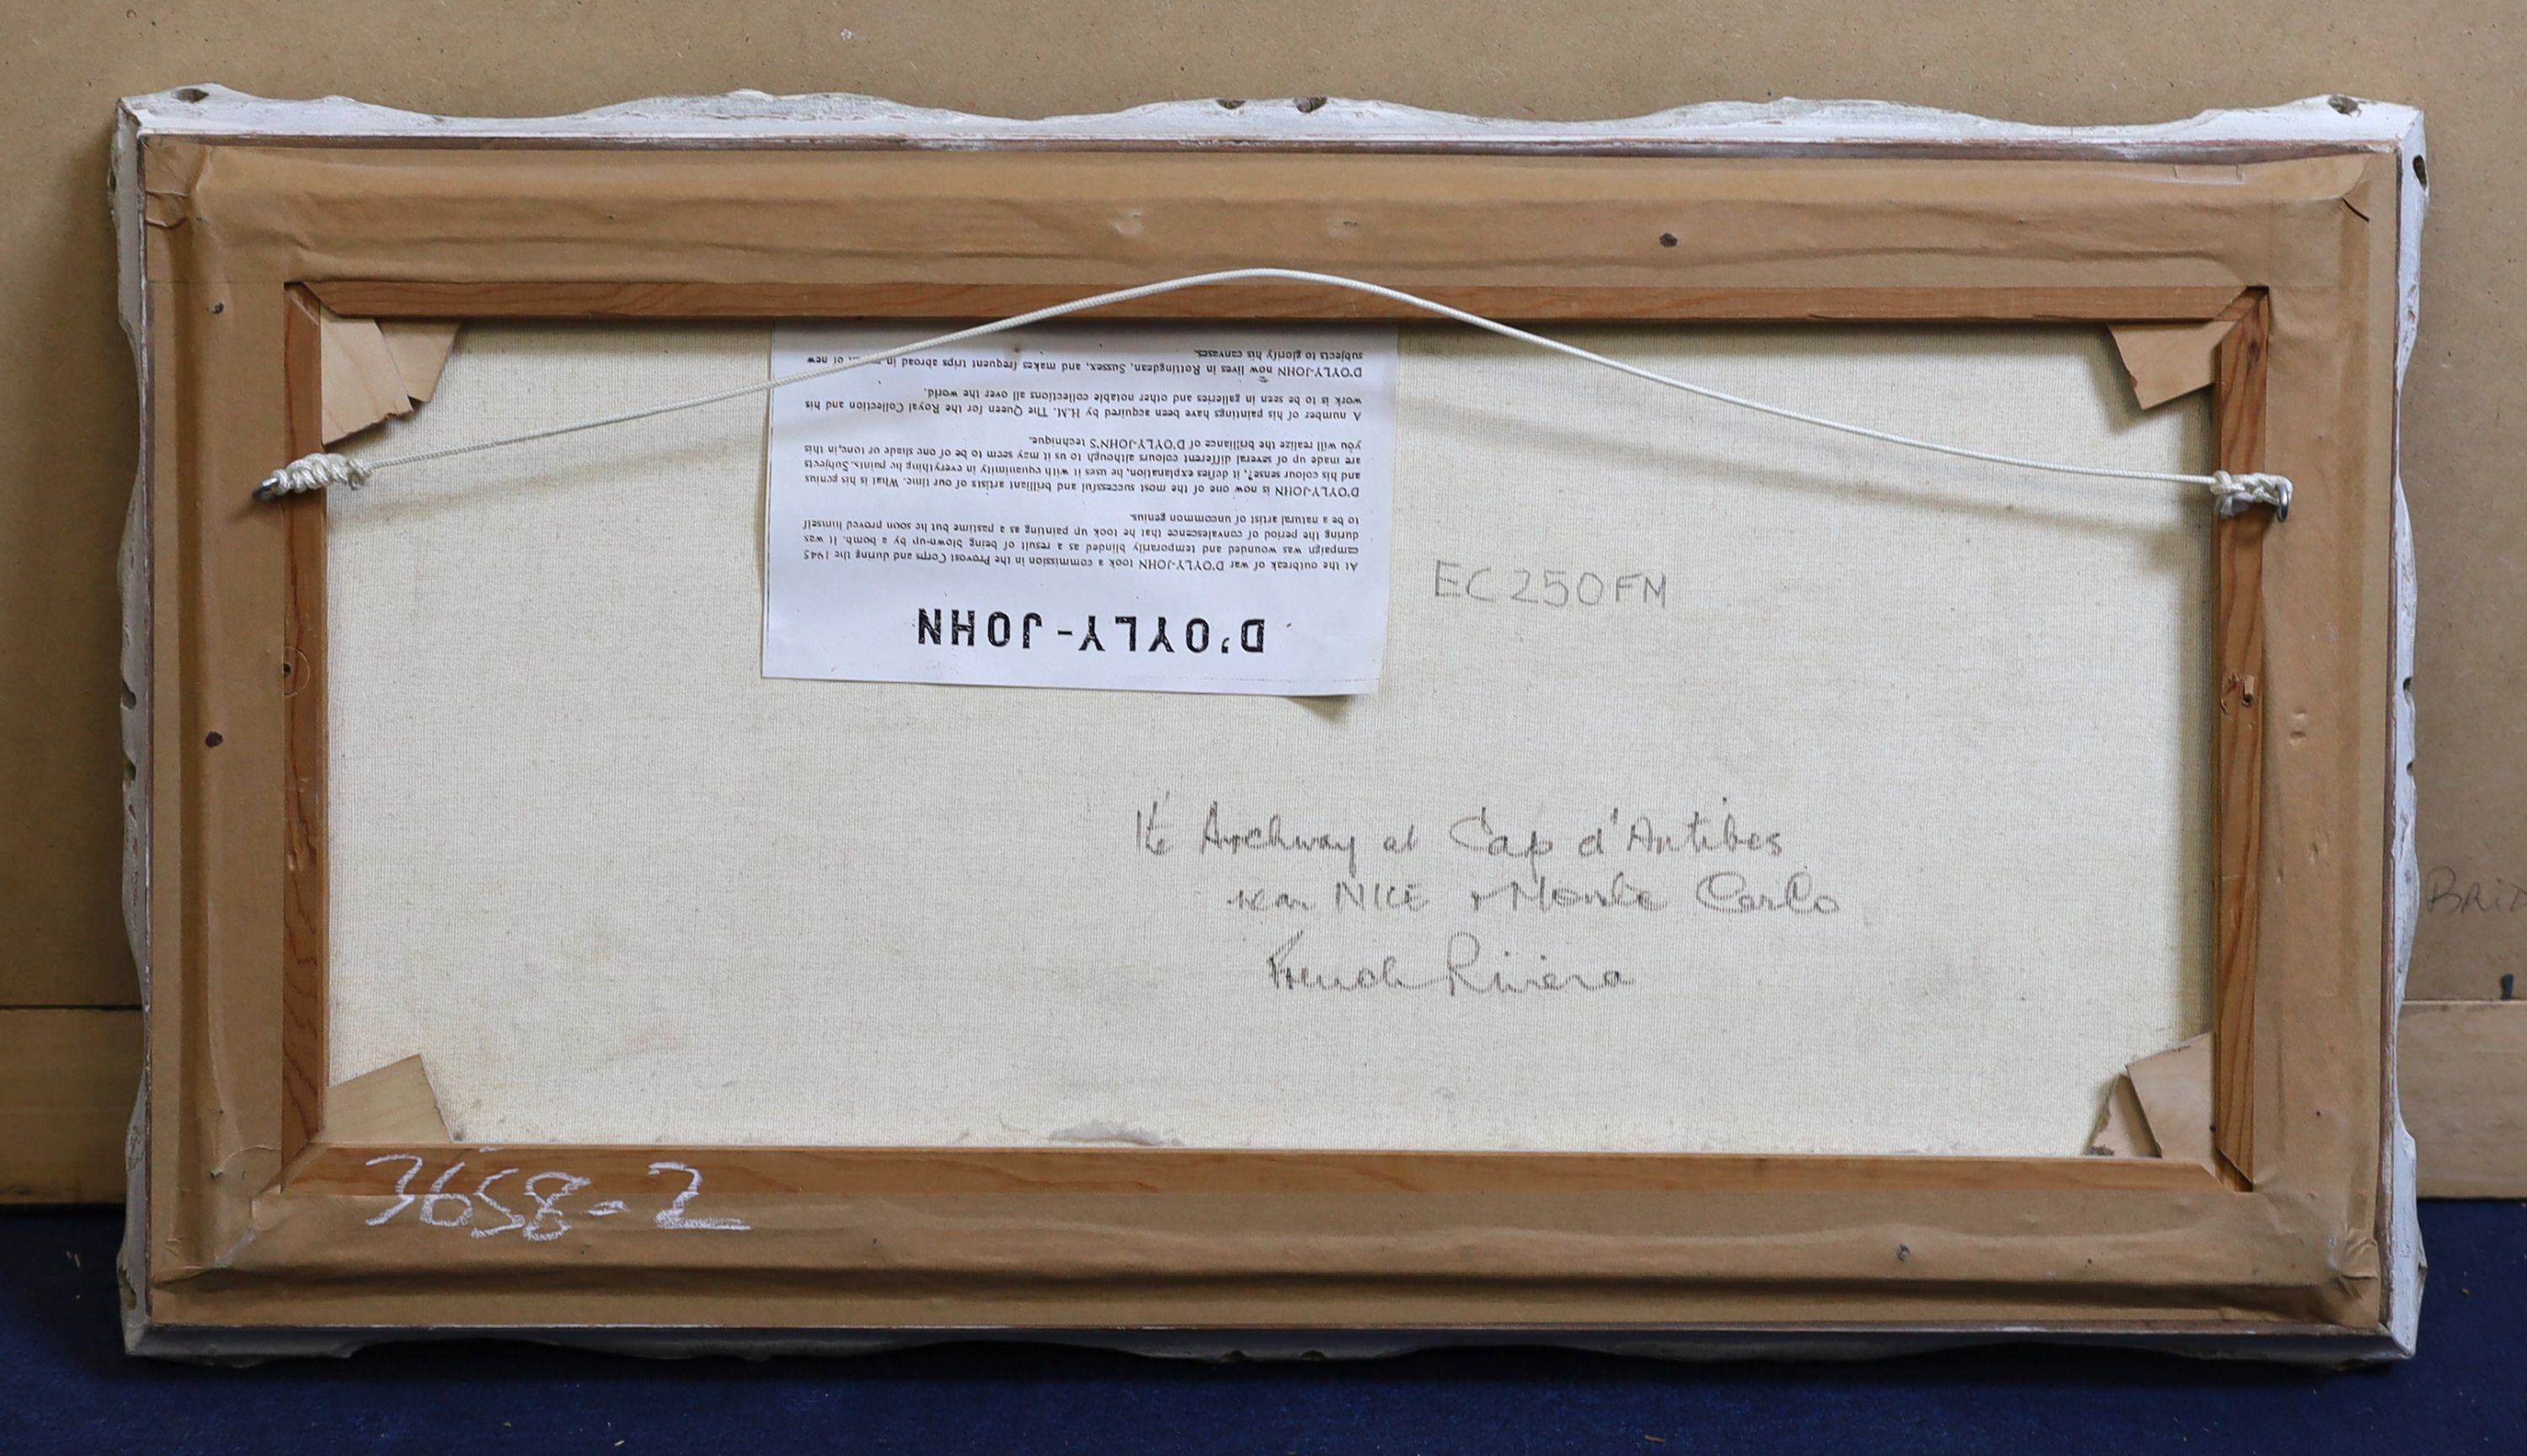 D'OYLY-JOHN
At the outbreak of war D'OYLY-JOHN took a commission in the Provost Corps and during the 1945
campaign was wounded and temporarily blinded as a result of being blown-up by a bomb. It was
during the period of convalescence that he took up painting as a pastime but he soon proved himself
to be a natural artist of uncommon genius.
D'OYLY-JOHN is now one of the most successful and brilliant artists of our time. What is his genius
and his colour sense?, it defies explanation, he uses it with equanimity in everything he paints. Subjects
are made up of several different colours although to us it may seem to be of one shade or tone, in this
you will realize the brilliance of D'OYLY-JOHN'S technique.
A number of his paintings have been acquired by H.M. The Queen for the Royal Collection and his
work is to be seen in galleries and other notable collections all over the world.
D'OYLY-JOHN now lives in Rottingdean, Sussex, and makes frequent trips abroad in of new
subjects to glorify his canvases.
EC250FM
The Archway at Cap d'Antibes
near NICE + Monte Carlo
French Riviera
3658-2